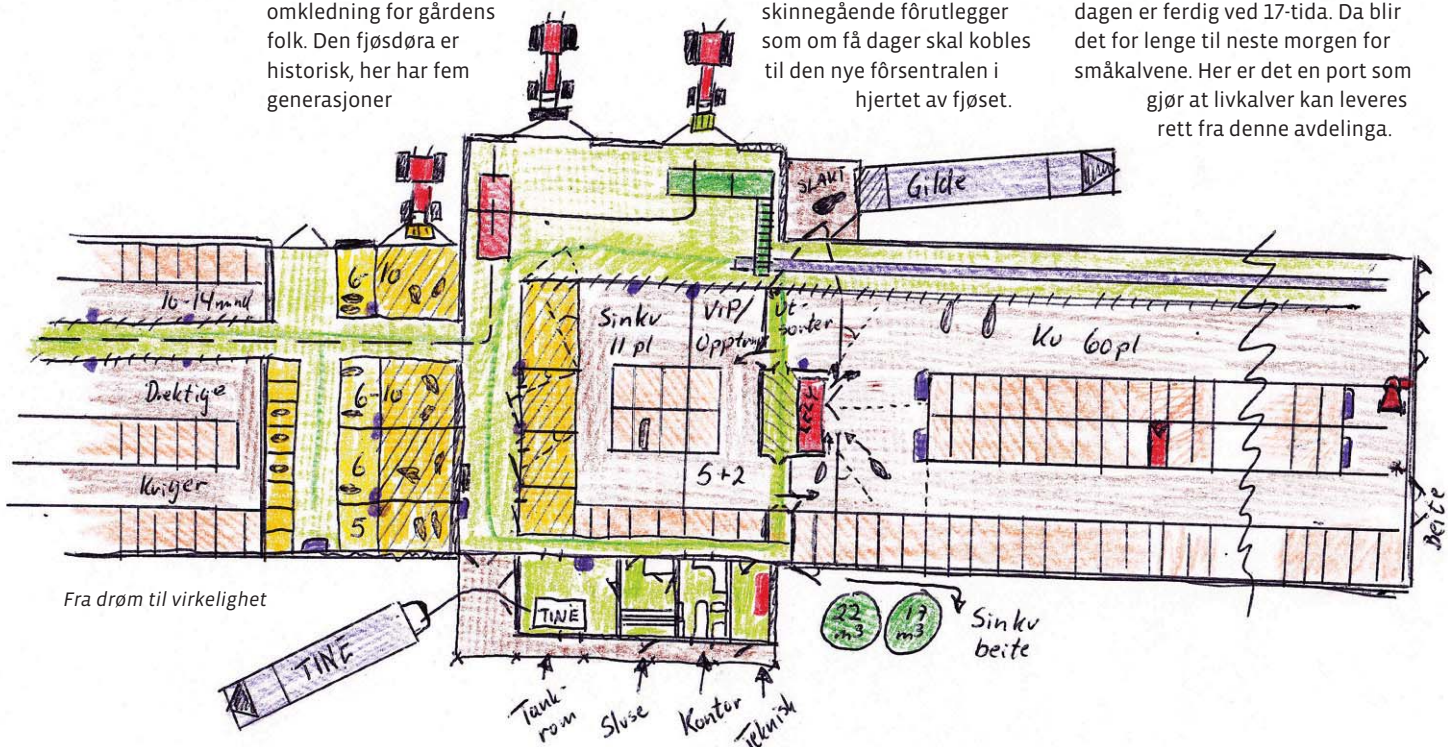 omkledning for gårdens
folk. Den fjøsdøra er
historisk, her har fem
generasjoner
skinnegående fôrutlegger
som om få dager skal kobles
til den nye fôrsentralen i
hjertet av fjøset.
dagen er ferdig ved 17-tida. Da blir
det for lenge til neste morgen for
småkalvene. Her er det en port som
gjør at livkalver kan leveres
rett fra denne avdelinga.
SLAKT
Gilde
6-10
10-14 mnd
Sinku
11 pl
VIP/
Ut-
porter
Ku 60 pl
Drektige
6-10
Kviger
6
5
5+2
Beite
Fra drøm til virkelighet
TINE
TINE
22
m3
17
m3
Sinku
beite
Tank-
rom
Sluse
Kontor
Teknisk